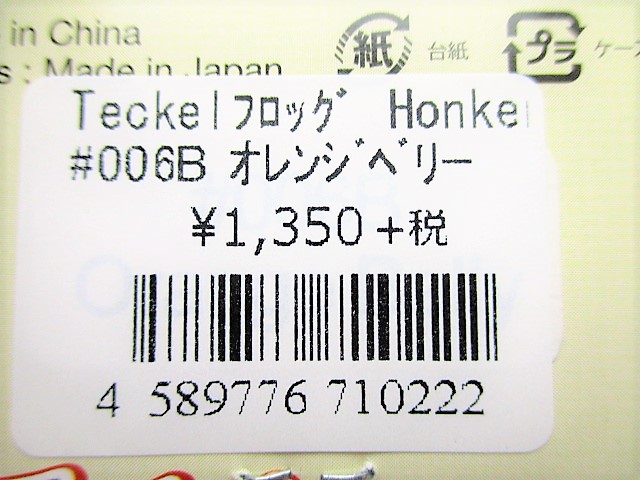 in China
: Made in Japan
紙 台紙
プラ ケース
Teckelフロッグ Honker
#006B オレンジベリー
¥1,350+税
4 589776 710222